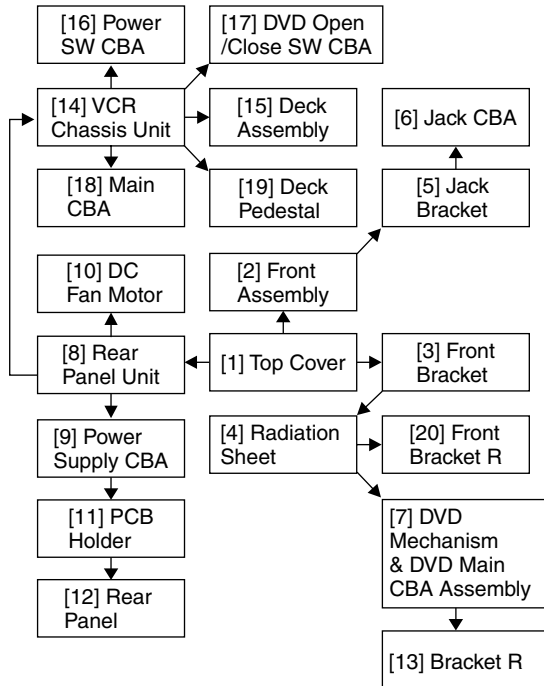 [16] Power
SW CBA
[17] DVD Open
/Close SW CBA
[14] VCR
Chassis Unit
[15] Deck
Assembly
[6] Jack CBA
[18] Main
CBA
[19] Deck
Pedestal
[5] Jack
Bracket
[10] DC
Fan Motor
[2] Front
Assembly
[8] Rear
Panel Unit
[1] Top Cover
[3] Front
Bracket
[9] Power
Supply CBA
[4] Radiation
Sheet
[20] Front
Bracket R
[11] PCB
Holder
[7] DVD
Mechanism
& DVD Main
CBA Assembly
[12] Rear
Panel
[13] Bracket R